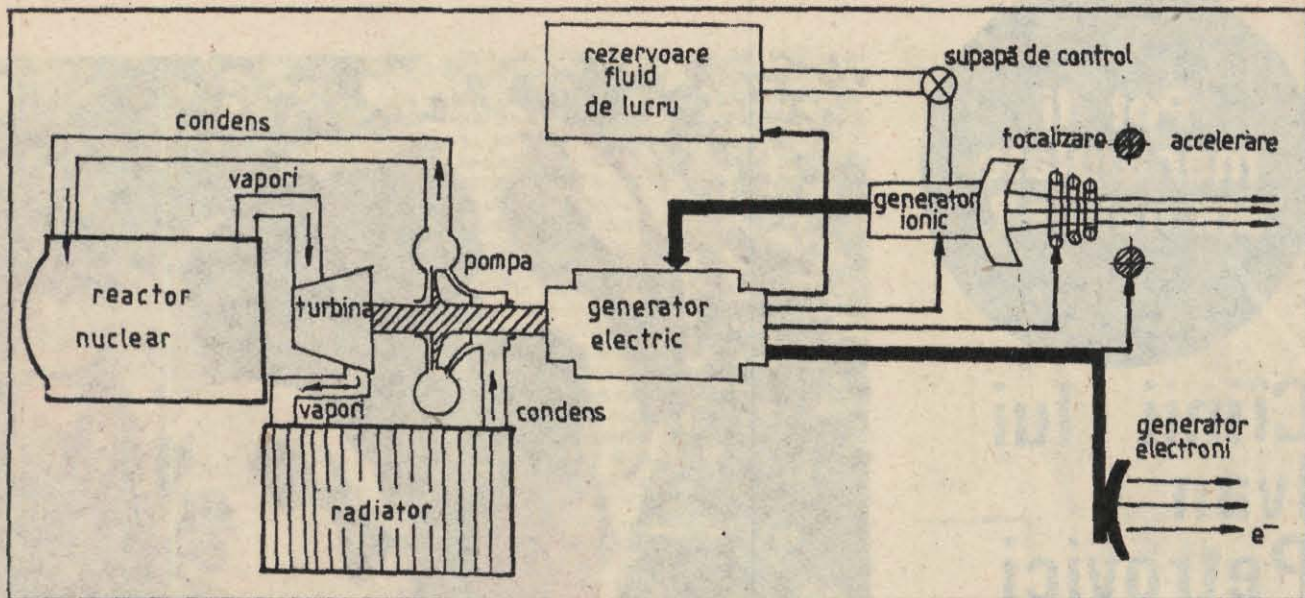 rezervoare
fluid
de lucru
supapă de control
condens
focalizare
accelerare
vapori
generator
ionic
pompa
reactor
nuclear
turbina
generator
electric
vapori
condens
generator
electroni
radiator
e⁻